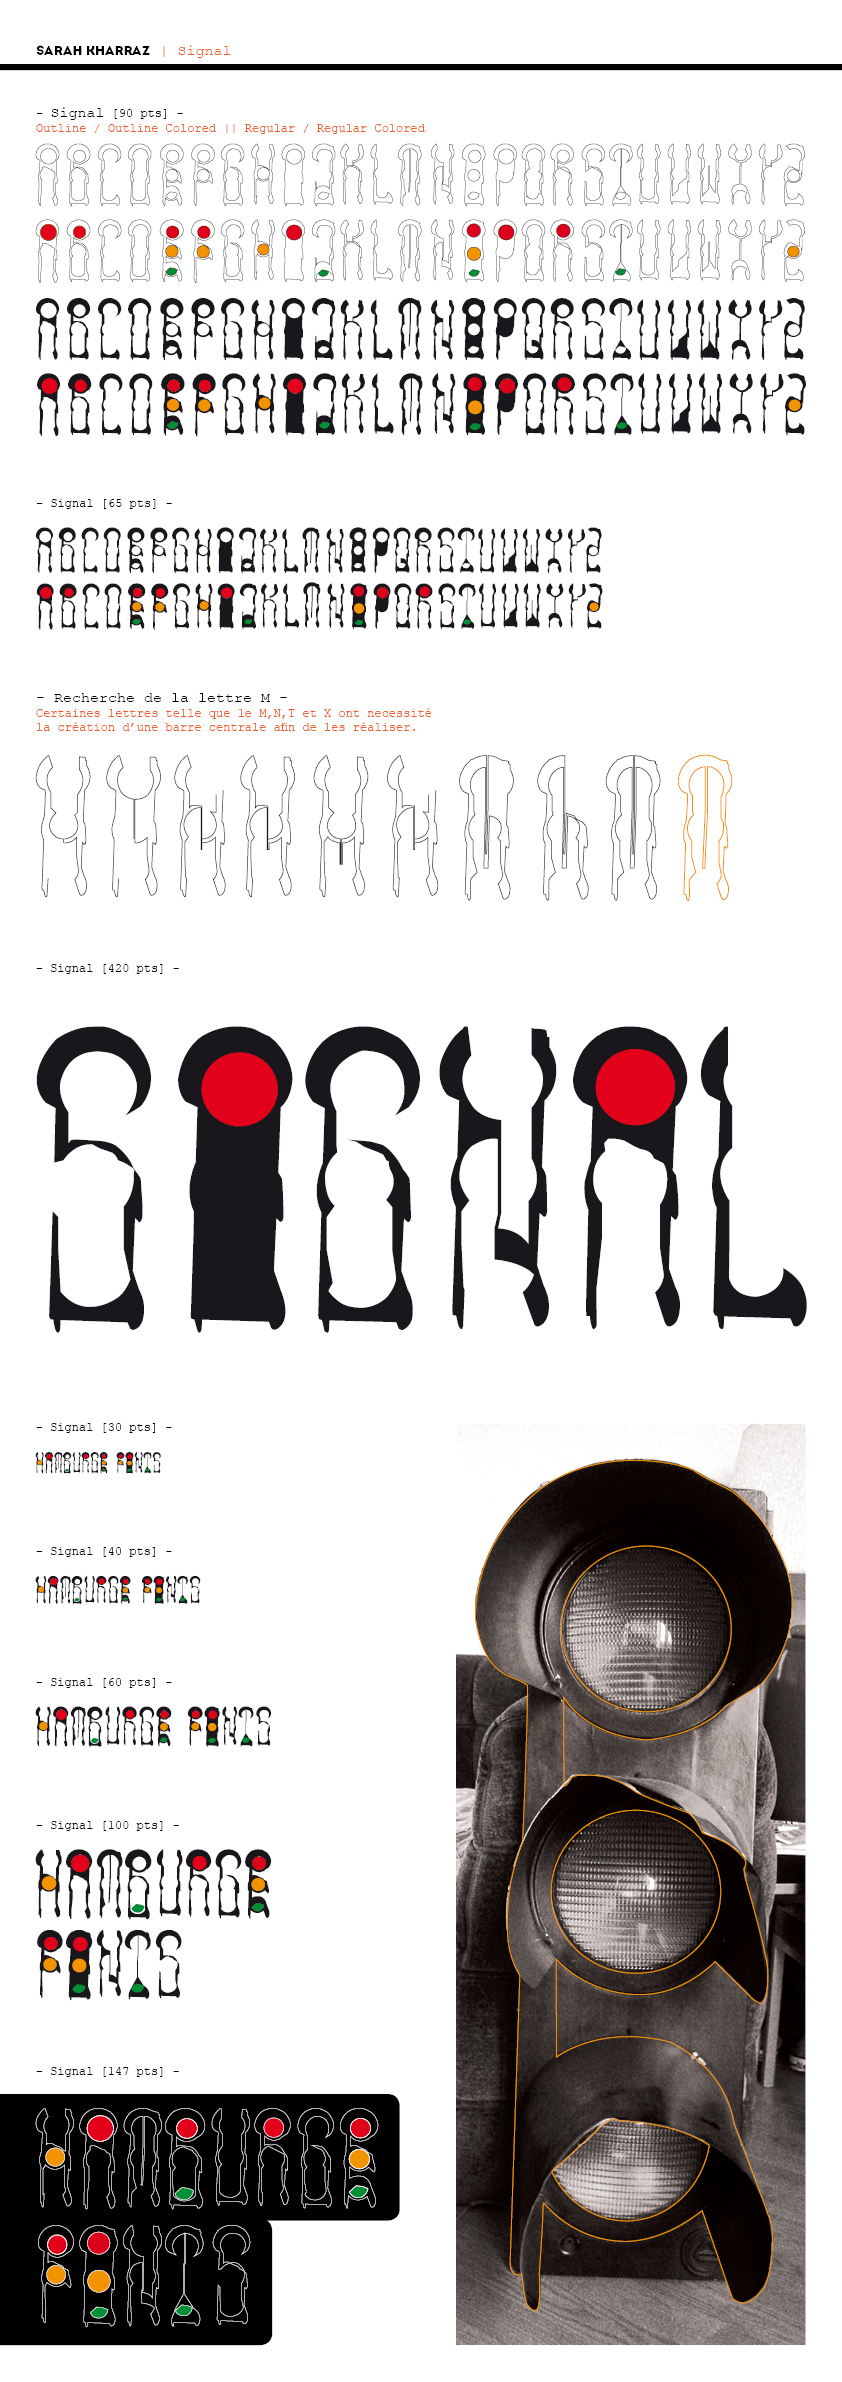 SARAH KHARRAZ | Signal
- Signal [90 pts] -
Outline / Outline Colored || Regular / Regular Colored
ABCDEFGHIJKLMNOPQRSTUVWXYZ
ABCDEFGHIJKLMNOPQRSTUVWXYZ
ABCDEFGHIJKLMNOPQRSTUVWXYZ
ABCDEFGHIJKLMNOPQRSTUVWXYZ
- Signal [65 pts] -
ABCDEFGHIJKLMNOPQRSTUVWXYZ
ABCDEFGHIJKLMNOPQRSTUVWXYZ
- Recherche de la lettre M -
Certaines lettres telle que le M,N,T et X ont necessité
la création d’une barre centrale afin de les réaliser.
- Signal [420 pts] -
SIGNAL
- Signal [30 pts] -
HAMBURGE FONTS
- Signal [40 pts] -
HAMBURGE FONTS
- Signal [60 pts] -
HAMBURGE FONTS
- Signal [100 pts] -
HAMBURGE
FONTS
- Signal [147 pts] -
HAMBURGE
FONTS